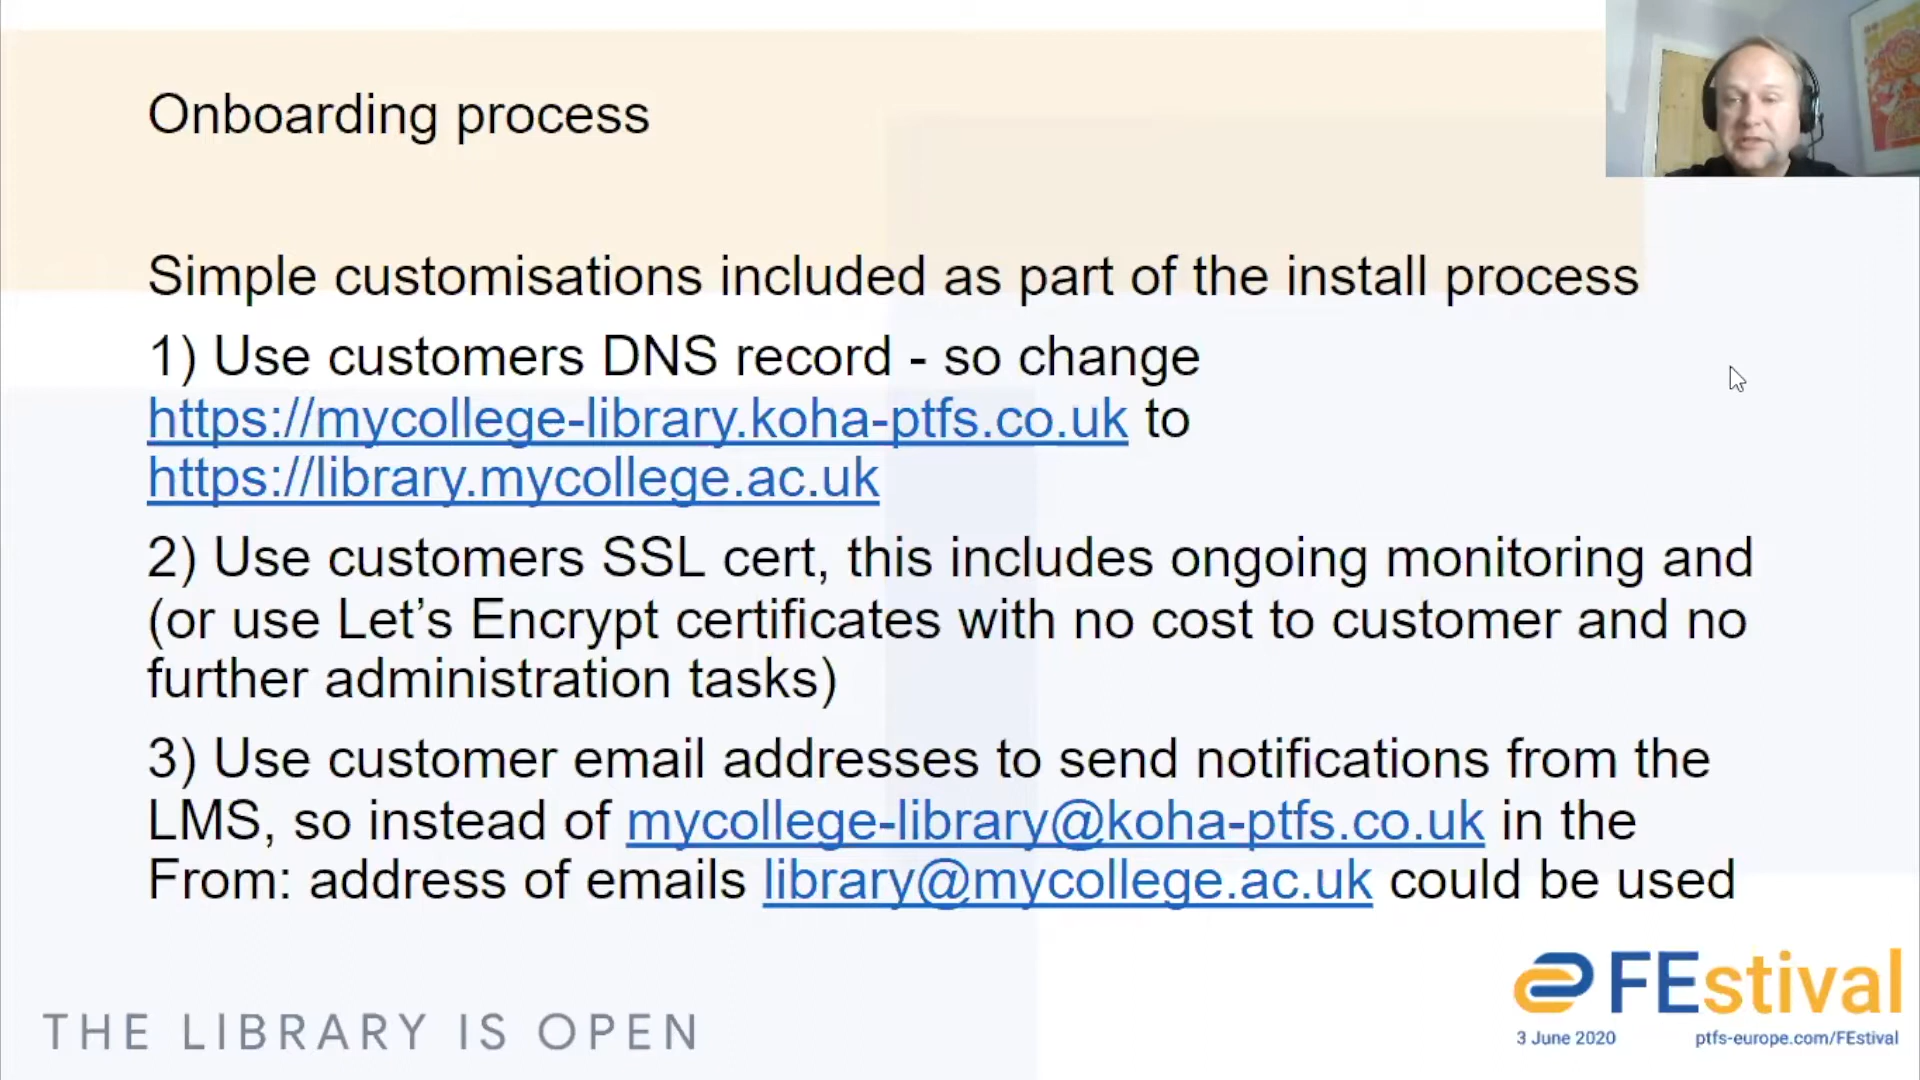 Onboarding process
Simple customisations included as part of the install process
1) Use customers DNS record - so change
https://mycollege-library.koha-ptfs.co.uk to
https://library.mycollege.ac.uk
2) Use customers SSL cert, this includes ongoing monitoring and
(or use Let’s Encrypt certificates with no cost to customer and no
further administration tasks)
3) Use customer email addresses to send notifications from the
LMS, so instead of mycollege-library@koha-ptfs.co.uk in the
From: address of emails library@mycollege.ac.uk could be used
FEstival
3 June 2020 ptfs-europe.com/FEstival
THE LIBRARY IS OPEN